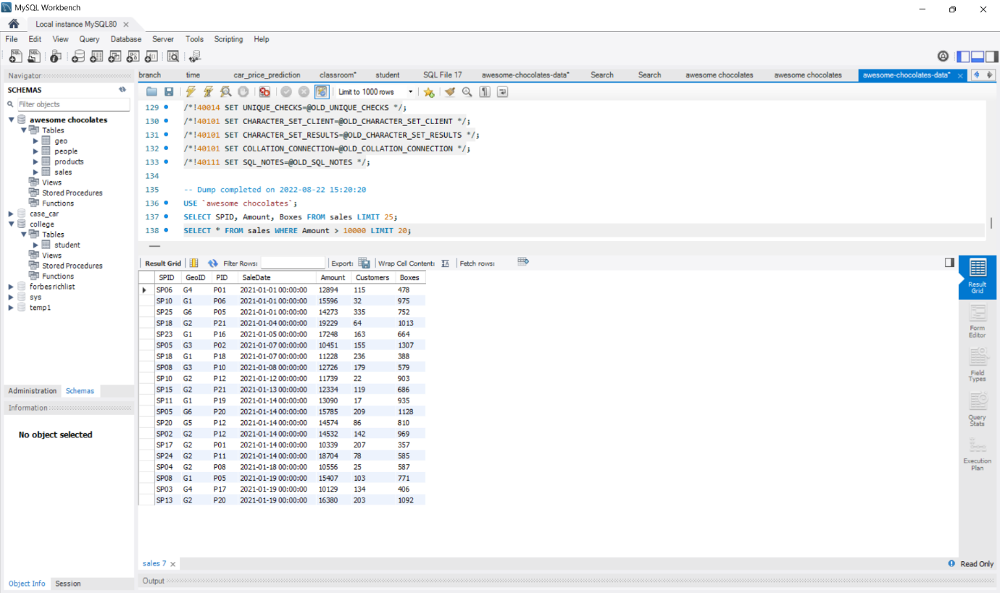 MySQL Workbench
Local instance MySQL80
File Edit View Query Database Server Tools Scripting Help
Navigator
SCHEMAS
Filter objects
awesome chocolates
Tables
geo
people
products
sales
Views
Stored Procedures
Functions
case_car
college
Tables
student
Views
Stored Procedures
Functions
forbesrichlist
sys
temp1
Administration Schemas
Information
No object selected
Object Info Session
branch time car_price_prediction classroom* student SQL File 17 awesome-chocolates-data* Search Search awesome chocolates awesome chocolates awesome-chocolates-data*
Limit to 1000 rows
129 /*!40014 SET UNIQUE_CHECKS=@OLD_UNIQUE_CHECKS */;
130 /*!40101 SET CHARACTER_SET_CLIENT=@OLD_CHARACTER_SET_CLIENT */;
131 /*!40101 SET CHARACTER_SET_RESULTS=@OLD_CHARACTER_SET_RESULTS */;
132 /*!40101 SET COLLATION_CONNECTION=@OLD_COLLATION_CONNECTION */;
133 /*!40111 SET SQL_NOTES=@OLD_SQL_NOTES */;
134
135 -- Dump completed on 2022-08-22 15:20:20
136 USE `awesome chocolates`;
137 SELECT SPID, Amount, Boxes FROM sales LIMIT 25;
138 SELECT * FROM sales WHERE Amount > 10000 LIMIT 20;
Result Grid Filter Rows: Export: Wrap Cell Content: Fetch rows:
SPID GeoID PID SaleDate Amount Customers Boxes
SP06 G4 P01 2021-01-01 00:00:00 12894 115 478
SP10 G1 P06 2021-01-01 00:00:00 15596 32 975
SP25 G6 P05 2021-01-01 00:00:00 14273 335 752
SP18 G2 P21 2021-01-04 00:00:00 19229 64 1013
SP23 G1 P16 2021-01-05 00:00:00 17248 163 664
SP05 G3 P02 2021-01-07 00:00:00 10451 155 1307
SP18 G1 P18 2021-01-07 00:00:00 11228 236 388
SP08 G3 P10 2021-01-08 00:00:00 12726 179 579
SP10 G2 P12 2021-01-12 00:00:00 11739 22 903
SP15 G2 P21 2021-01-13 00:00:00 12334 119 686
SP11 G1 P19 2021-01-14 00:00:00 13090 17 935
SP05 G6 P20 2021-01-14 00:00:00 15785 209 1128
SP20 G5 P12 2021-01-14 00:00:00 14574 86 810
SP02 G2 P12 2021-01-14 00:00:00 14532 142 969
SP17 G2 P01 2021-01-14 00:00:00 10339 207 357
SP24 G2 P11 2021-01-14 00:00:00 18704 78 585
SP04 G2 P08 2021-01-18 00:00:00 10556 25 587
SP08 G1 P05 2021-01-19 00:00:00 15407 103 771
SP03 G4 P17 2021-01-19 00:00:00 10129 134 406
SP13 G2 P20 2021-01-19 00:00:00 16380 203 1092
Result
Grid
Form
Editor
Field
Types
Query
Stats
Execution
Plan
sales 7
Read Only
Output